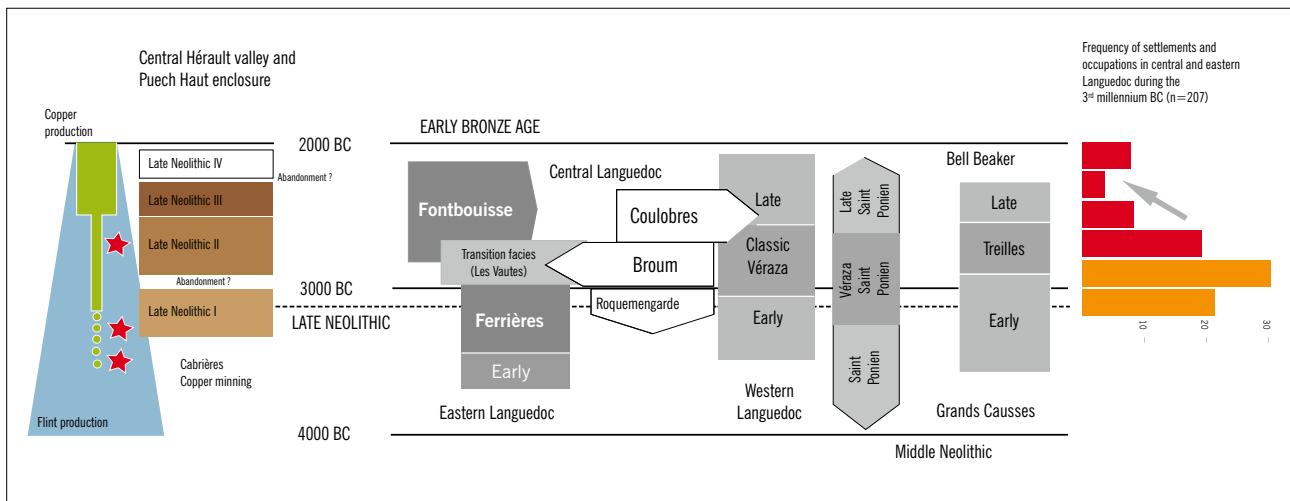 Central Hérault valley and
Puech Haut enclosure
Frequency of settlements and
occupations in central and eastern
Languedoc during the
3rd millennium BC (n=207)
Copper
production
2000 BC
EARLY BRONZE AGE
Late Neolithic IV
Abandonment ?
Late Neolithic III
Late Neolithic II
Abandonment ?
Late Neolithic I
3000 BC
LATE NEOLITHIC
Cabrières
Copper minning
Flint production
4000 BC
Fontbouisse
Transition facies
(Les Vautes)
Ferrières
Early
Eastern Languedoc
Central Languedoc
Coulobres
Broum
Roquemengarde
Late
Classic
Véraza
Early
Western
Languedoc
Late
Saint
Ponien
Véraza
Saint
Ponien
Saint
Ponien
Bell Beaker
Late
Treilles
Early
Grands Causses
Middle Neolithic
10 –
20 –
30 –